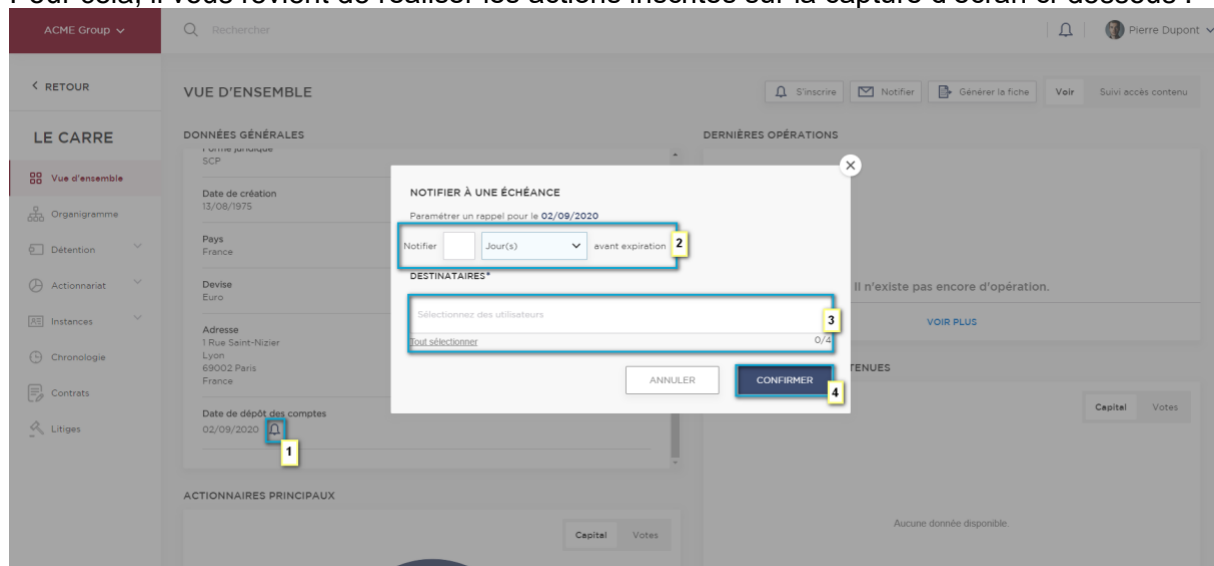 Pour cela, il vous revient de réaliser les actions inscrites sur la capture d'écran ci-dessous :
ACME Group
Rechercher
Pierre Dupont
< RETOUR
VUE D'ENSEMBLE
S'inscrire
Notifier
Générer la fiche
Voir
Suivi accès contenu
LE CARRE
Vue d'ensemble
Organigramme
Détention
Actionnariat
Instances
Chronologie
Contrats
Litiges
DONNÉES GÉNÉRALES
Forme juridique
SCP
Date de création
13/08/1975
Pays
France
Devise
Euro
Adresse
1 Rue Saint-Nizier
Lyon
69002 Paris
France
Date de dépôt des comptes
02/09/2020
1
ACTIONNAIRES PRINCIPAUX
Capital
Votes
NOTIFIER À UNE ÉCHÉANCE
Paramétrer un rappel pour le 02/09/2020
Notifier
Jour(s)
avant expiration
2
DESTINATAIRES*
Sélectionnez des utilisateurs
3
Tout sélectionner
0/4
ANNULER
CONFIRMER
4
DERNIÈRES OPÉRATIONS
Il n'existe pas encore d'opération.
VOIR PLUS
TENUES
Capital
Votes
Aucune donnée disponible.